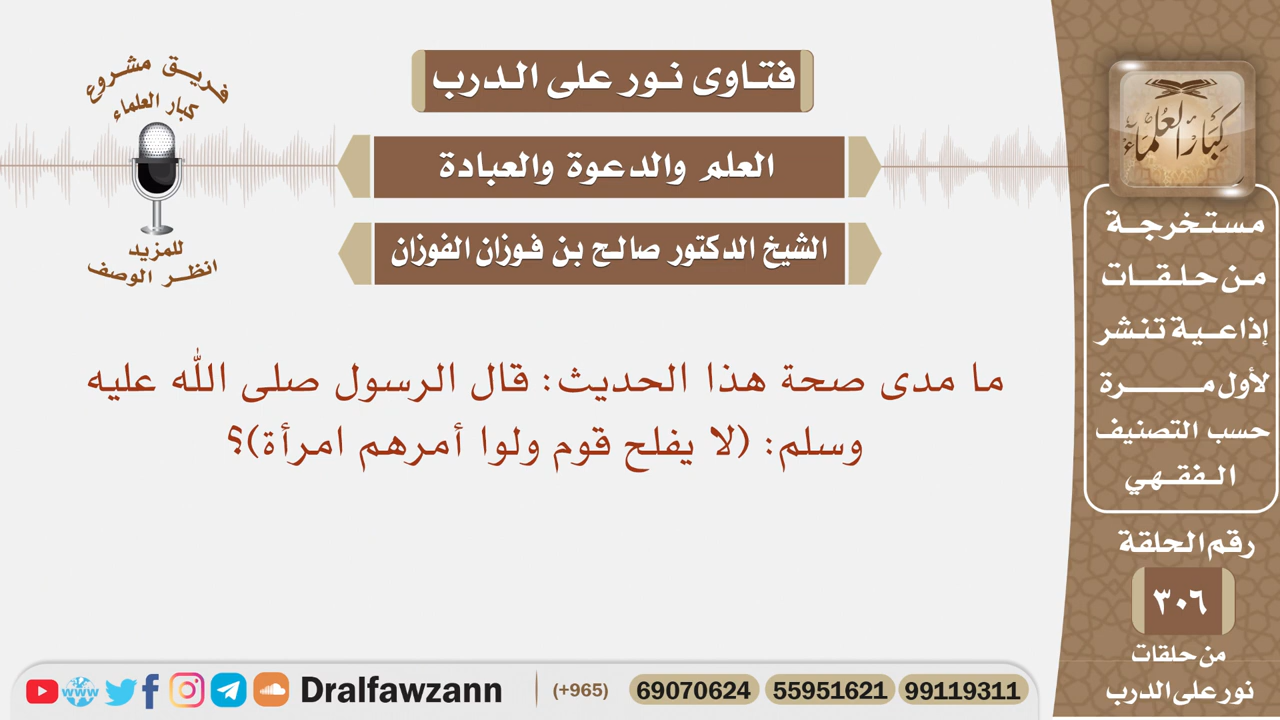 فتاوى نور على الدرب
العلم والدعوة والعبادة
الشيخ الدكتور صالح بن فوزان الفوزان
فريق مشروع
كبار العلماء
للمزيد
انظر الوصف
ما مدى صحة هذا الحديث: قال الرسول صلى الله عليه
وسلم: (لا يفلح قوم ولوا أمرهم امرأة)؟
كبار العلماء
مستخرجة
من حلقات
إذاعية تنشر
لأول مرة
حسب التصنيف
الفقهي
رقم الحلقة
٣٠٦
من حلقات
نور على الدرب
www Dralfawzann (+965) 69070624 55951621 99119311